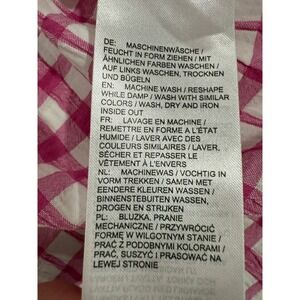 DE: MASCHINENWÄSCHE /
FEUCHT IN FORM ZIEHEN / MIT
ÄHNLICHEN FARBEN WASCHEN /
AUF LINKS WASCHEN, TROCKNEN
UND BÜGELN
EN: MACHINE WASH / RESHAPE
WHILE DAMP / WASH WITH SIMILAR
COLORS / WASH, DRY AND IRON
INSIDE OUT
FR: LAVAGE EN MACHINE /
REMETTRE EN FORME A L'ÉTAT
HUMIDE / LAVER AVEC DES
COULEURS SIMILAIRES / LAVER,
SÉCHER ET REPASSER LE
VÊTEMENT À L'ENVERS
NL: MACHINEWAS / VOCHTIG IN
VORM TREKKEN / SAMEN MET
EENDERE KLEUREN WASSEN /
BINNENSTEBUITEN WASSEN,
DROGEN EN STRIJKEN
PL: BLUZKA, PRANIE
MECHANICZNE / PRZYWRÓCIĆ
FORMĘ W WILGOTNYM STANIE /
PRAĆ Z PODOBNYMI KOLORAMI /
PRAĆ, SUSZYĆ I PRASOWAĆ NA
LEWEJ STRONIE